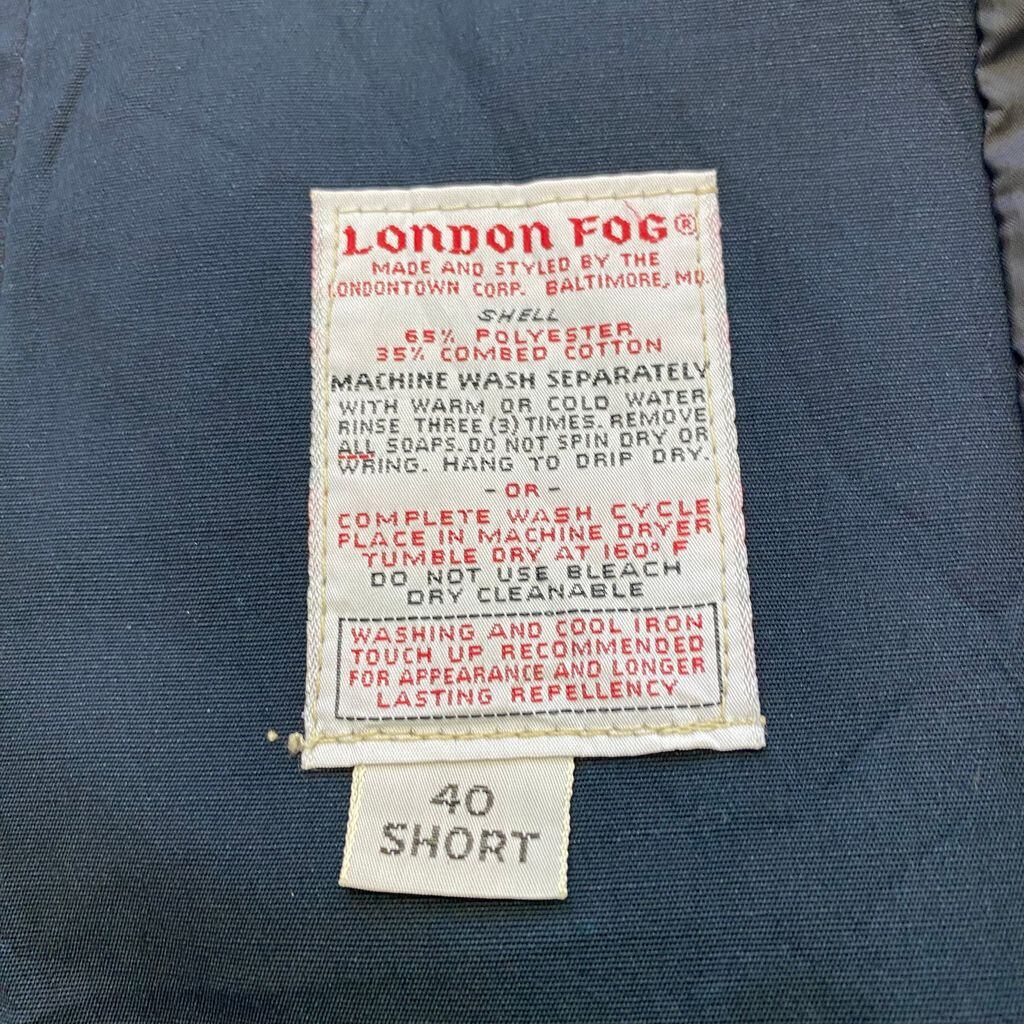 LONDON FOG®
MADE AND STYLED BY THE
LONDONTOWN CORP. BALTIMORE, MD.
SHELL
65% POLYESTER
35% COMBED COTTON
MACHINE WASH SEPARATELY
WITH WARM OR COLD WATER
RINSE THREE (3) TIMES. REMOVE
ALL SOAPS. DO NOT SPIN DRY OR
WRING. HANG TO DRIP DRY.
- OR -
COMPLETE WASH CYCLE
PLACE IN MACHINE DRYER
TUMBLE DRY AT 160° F
DO NOT USE BLEACH
DRY CLEANABLE
WASHING AND COOL IRON
TOUCH UP RECOMMENDED
FOR APPEARANCE AND LONGER
LASTING REPELLENCY
40
SHORT